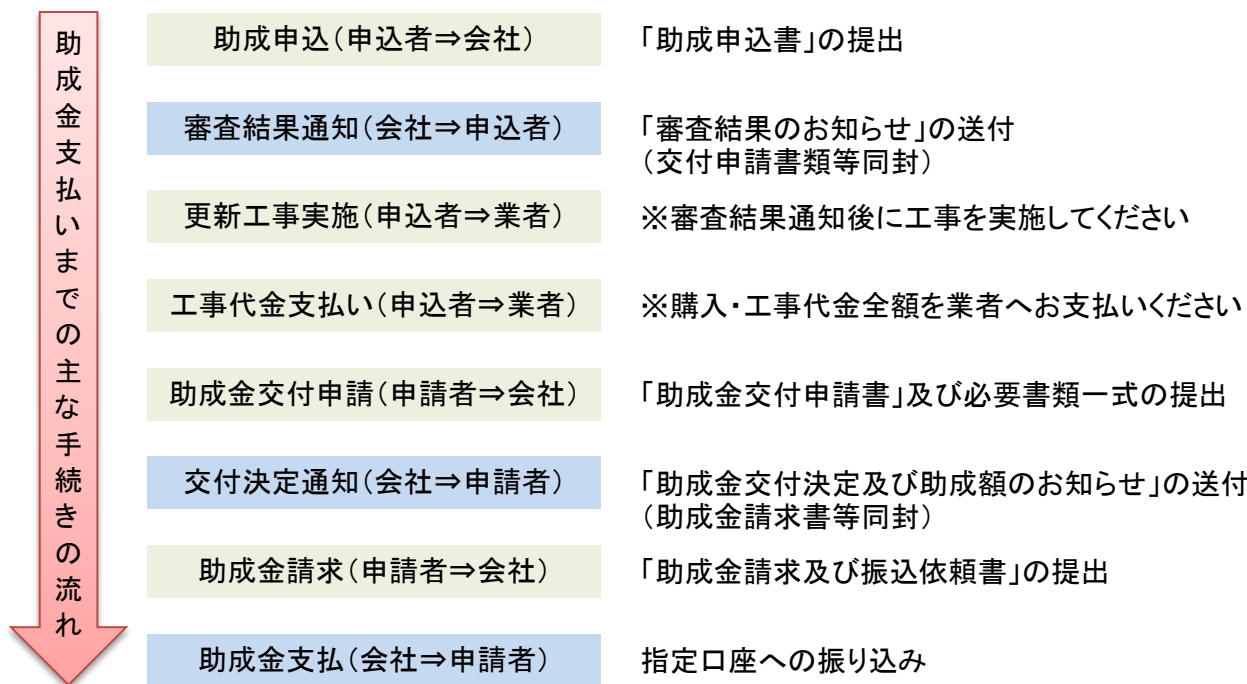 助成金支払いまでの主な手続きの流れ
助成申込(申込者⇒会社)
「助成申込書」の提出
審査結果通知(会社⇒申込者)
「審査結果のお知らせ」の送付
(交付申請書類等同封)
更新工事実施(申込者⇒業者)
※審査結果通知後に工事を実施してください
工事代金支払い(申込者⇒業者)
※購入・工事代金全額を業者へお支払いください
助成金交付申請(申請者⇒会社)
「助成金交付申請書」及び必要書類一式の提出
交付決定通知(会社⇒申請者)
「助成金交付決定及び助成額のお知らせ」の送付
(助成金請求書等同封)
助成金請求(申請者⇒会社)
「助成金請求及び振込依頼書」の提出
助成金支払(会社⇒申請者)
指定口座への振り込み